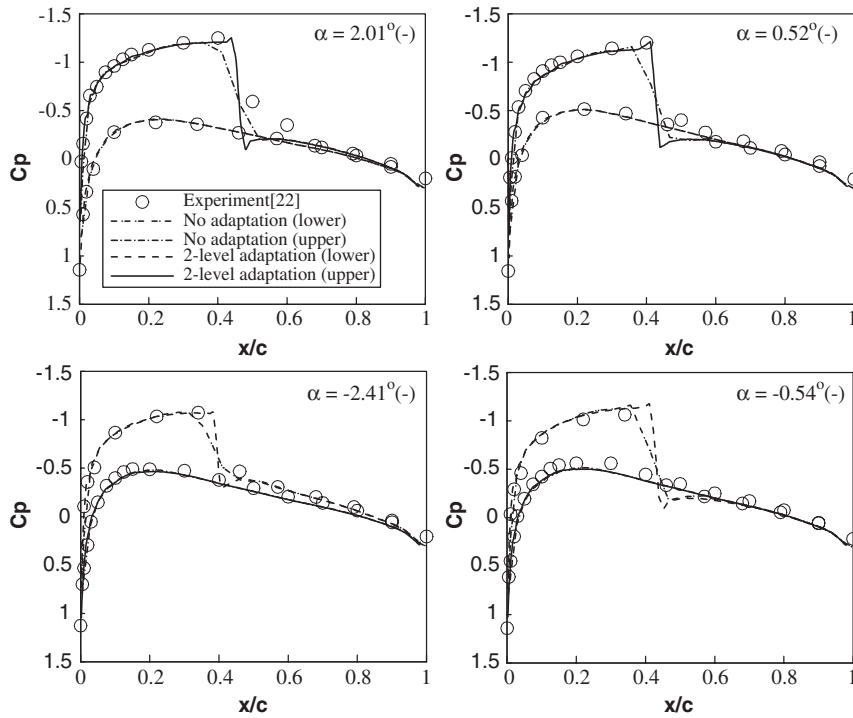 -1.5
-1
-0.5
0
0.5
1
1.5
Cp
α = 2.01°(-)
Experiment[22]
No adaptation (lower)
No adaptation (upper)
2-level adaptation (lower)
2-level adaptation (upper)
0 0.2 0.4 0.6 0.8 1
x/c
-1.5
-1
-0.5
0
0.5
1
1.5
Cp
α = 0.52°(-)
0 0.2 0.4 0.6 0.8 1
x/c
-1.5
-1
-0.5
0
0.5
1
1.5
Cp
α = -2.41°(-)
0 0.2 0.4 0.6 0.8 1
x/c
-1.5
-1
-0.5
0
0.5
1
1.5
Cp
α = -0.54°(-)
0 0.2 0.4 0.6 0.8 1
x/c